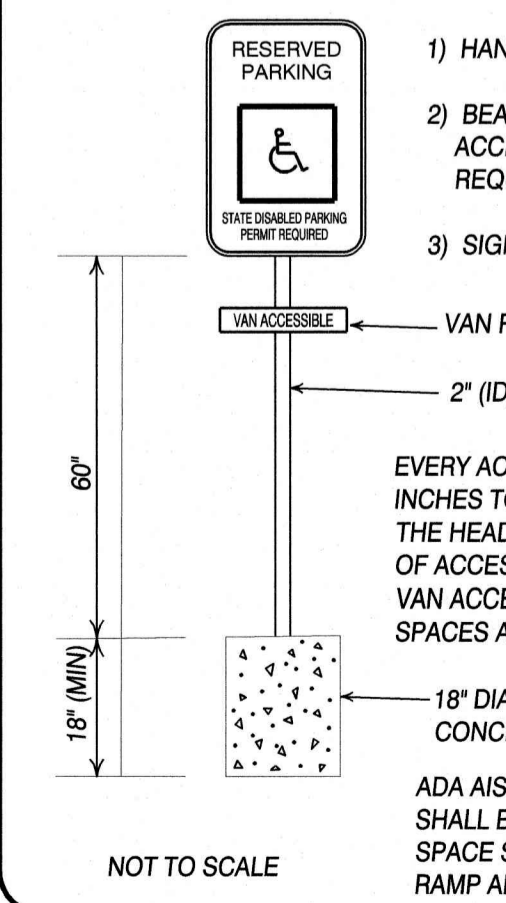 RESERVED
PARKING
STATE DISABLED PARKING
PERMIT REQUIRED
VAN ACCESSIBLE
60"
18" (MIN)
NOT TO SCALE
1) HAN
2) BEA
ACC
REQ
3) SIG
VAN
2" (ID
EVERY AC
INCHES TO
THE HEAD
OF ACCES
VAN ACCE
SPACES A
18" DIA
CONC
ADA AIS
SHALL B
SPACE S
RAMP A